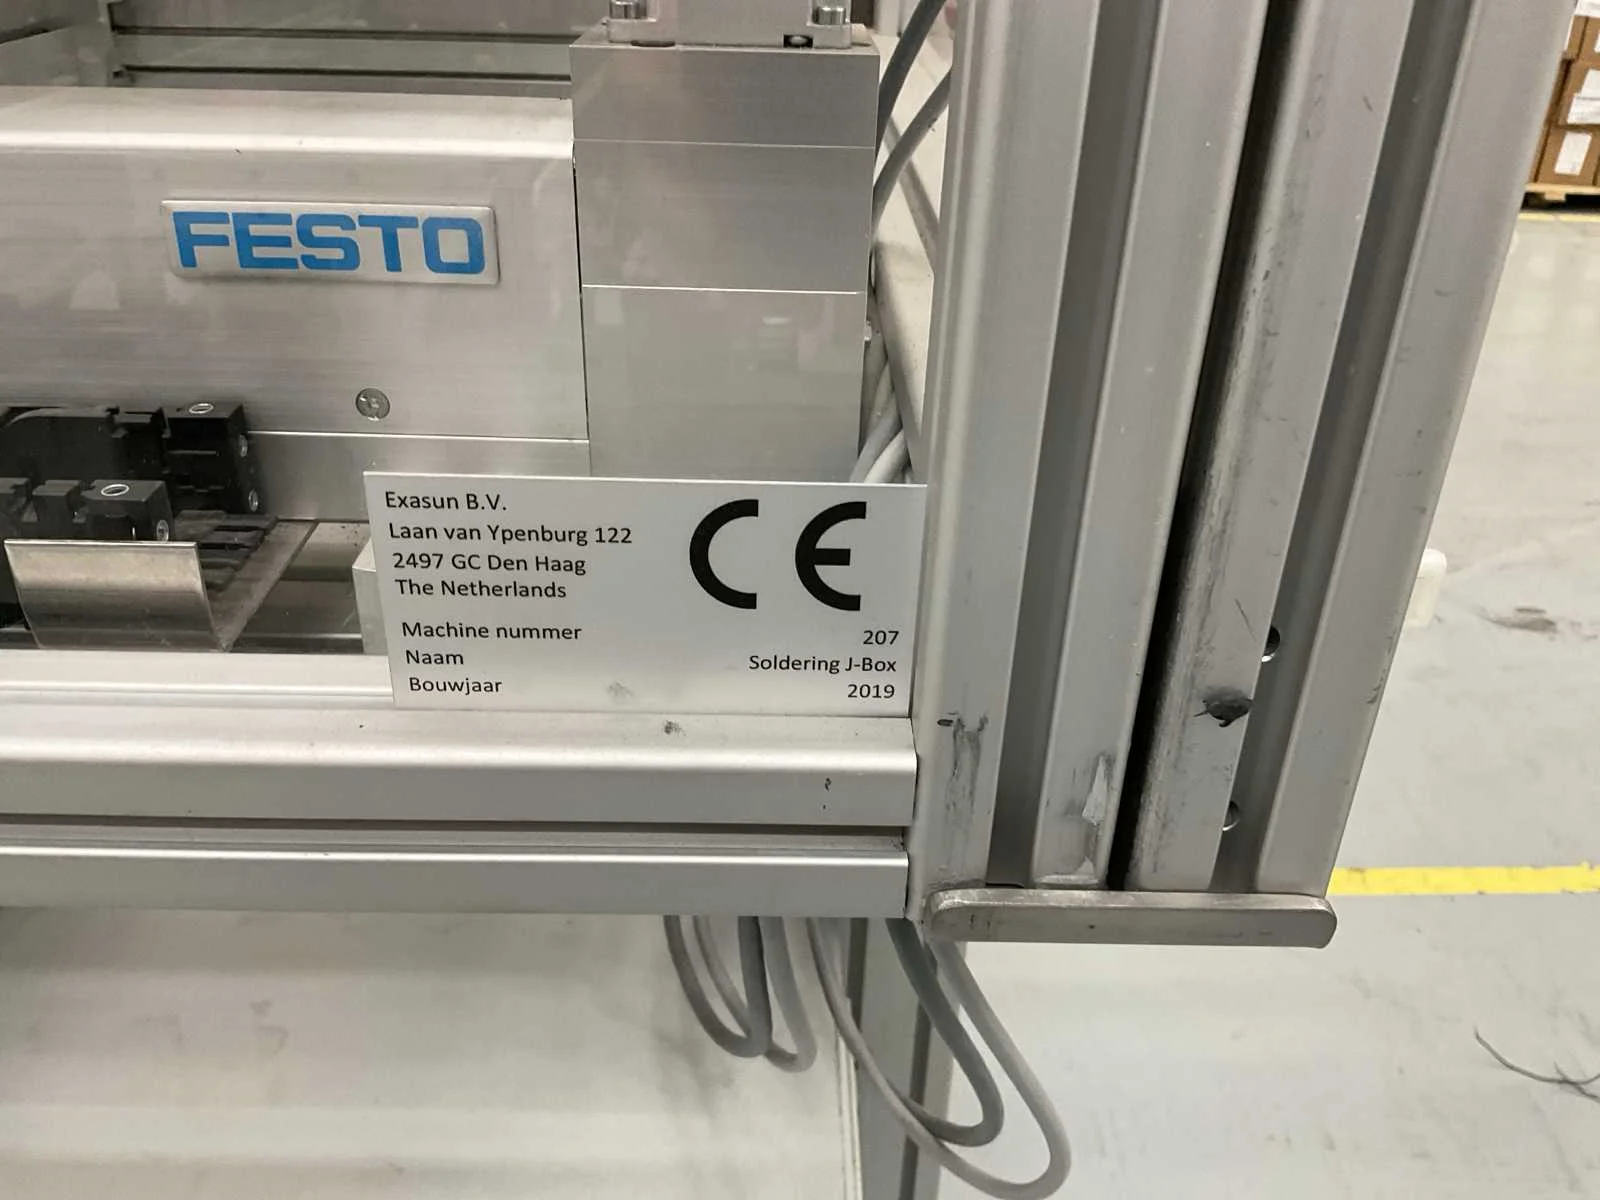 FESTO
Exasun B.V.
Laan van Ypenburg 122
2497 GC Den Haag
The Netherlands
CE
Machine nummer 207
Naam Soldering J-Box
Bouwjaar 2019